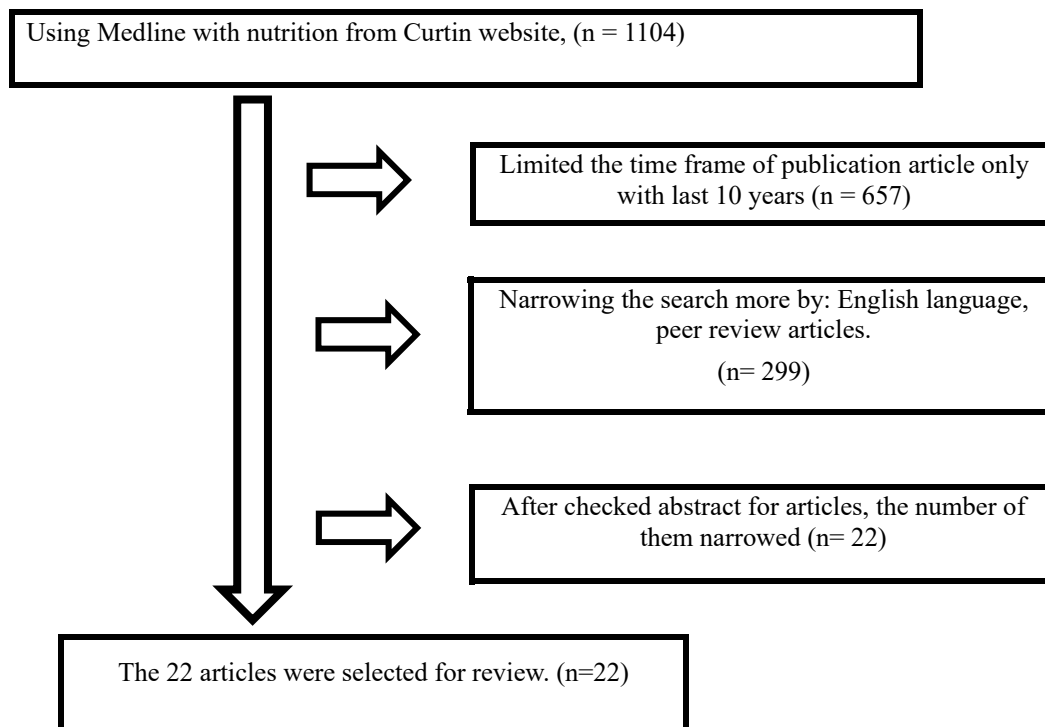 Using Medline with nutrition from Curtin website, (n = 1104)
Limited the time frame of publication article only
with last 10 years (n = 657)
Narrowing the search more by: English language,
peer review articles.
(n= 299)
After checked abstract for articles, the number of
them narrowed (n= 22)
The 22 articles were selected for review. (n=22)